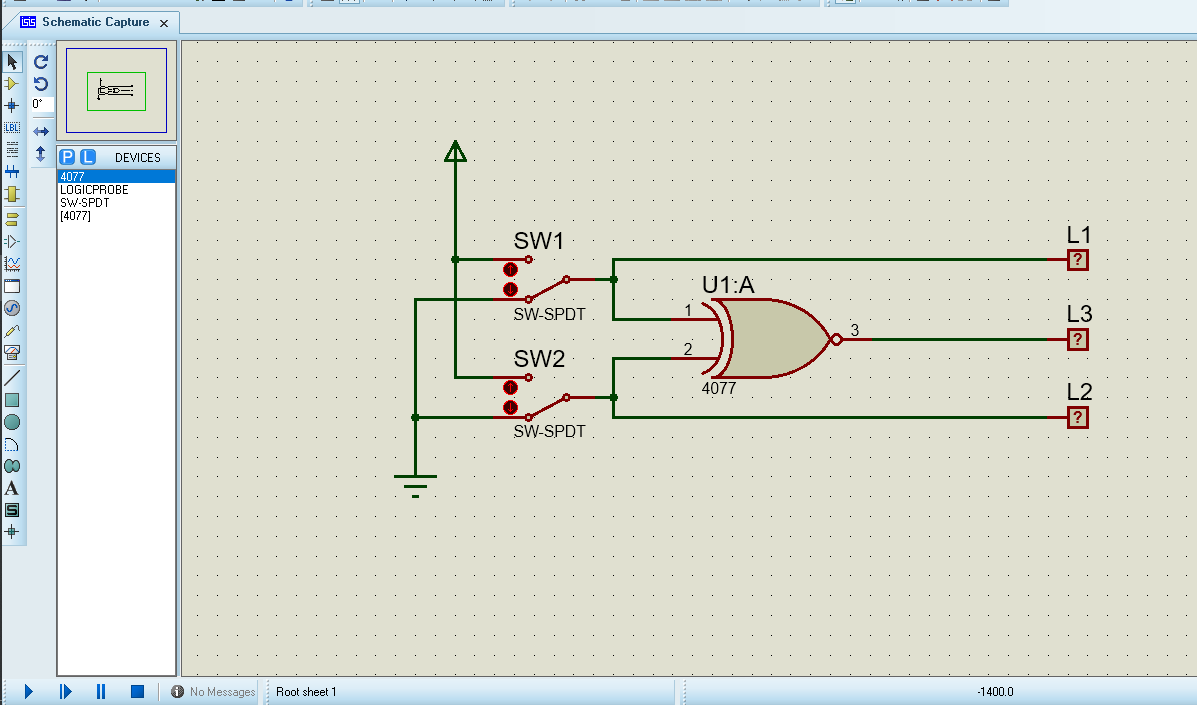 Schematic Capture
LBL
0°
P L DEVICES
4077
LOGICPROBE
SW-SPDT
[4077]
A
S
SW1
SW-SPDT
SW2
SW-SPDT
U1:A
1
2
3
4077
L1
?
L3
?
L2
?
No Messages
Root sheet 1
-1400.0